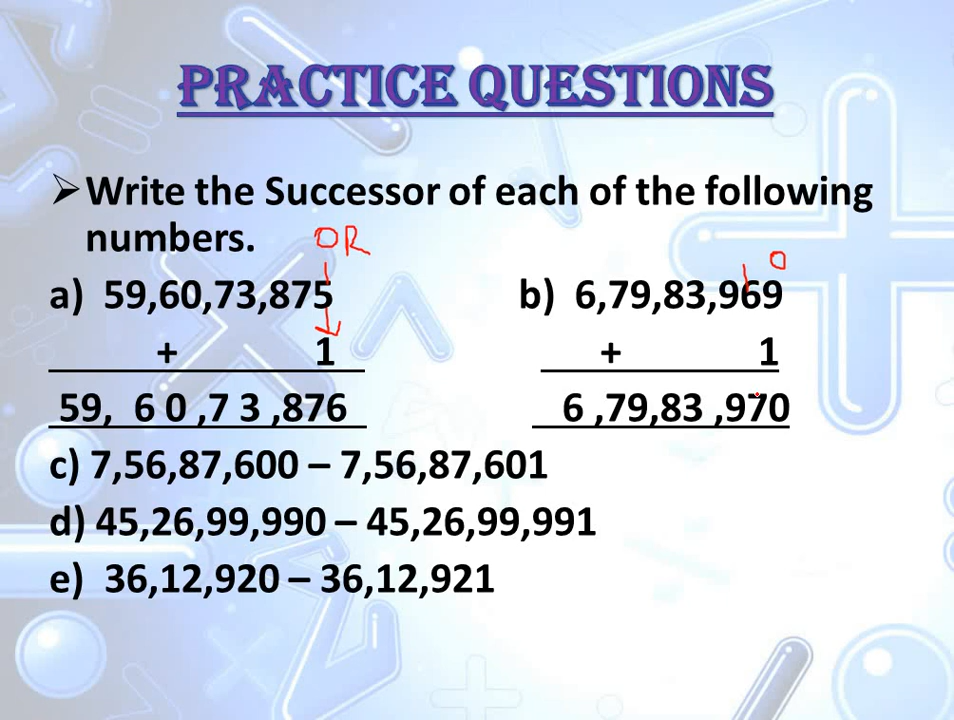 PRACTICE QUESTIONS
➢Write the Successor of each of the following
numbers.
OR
a) 59,60,73,875
+ 1
59, 6 0 ,7 3 ,876
1 0
b) 6,79,83,969
+ 1
6 ,79,83 ,970
c) 7,56,87,600 – 7,56,87,601
d) 45,26,99,990 – 45,26,99,991
e) 36,12,920 – 36,12,921